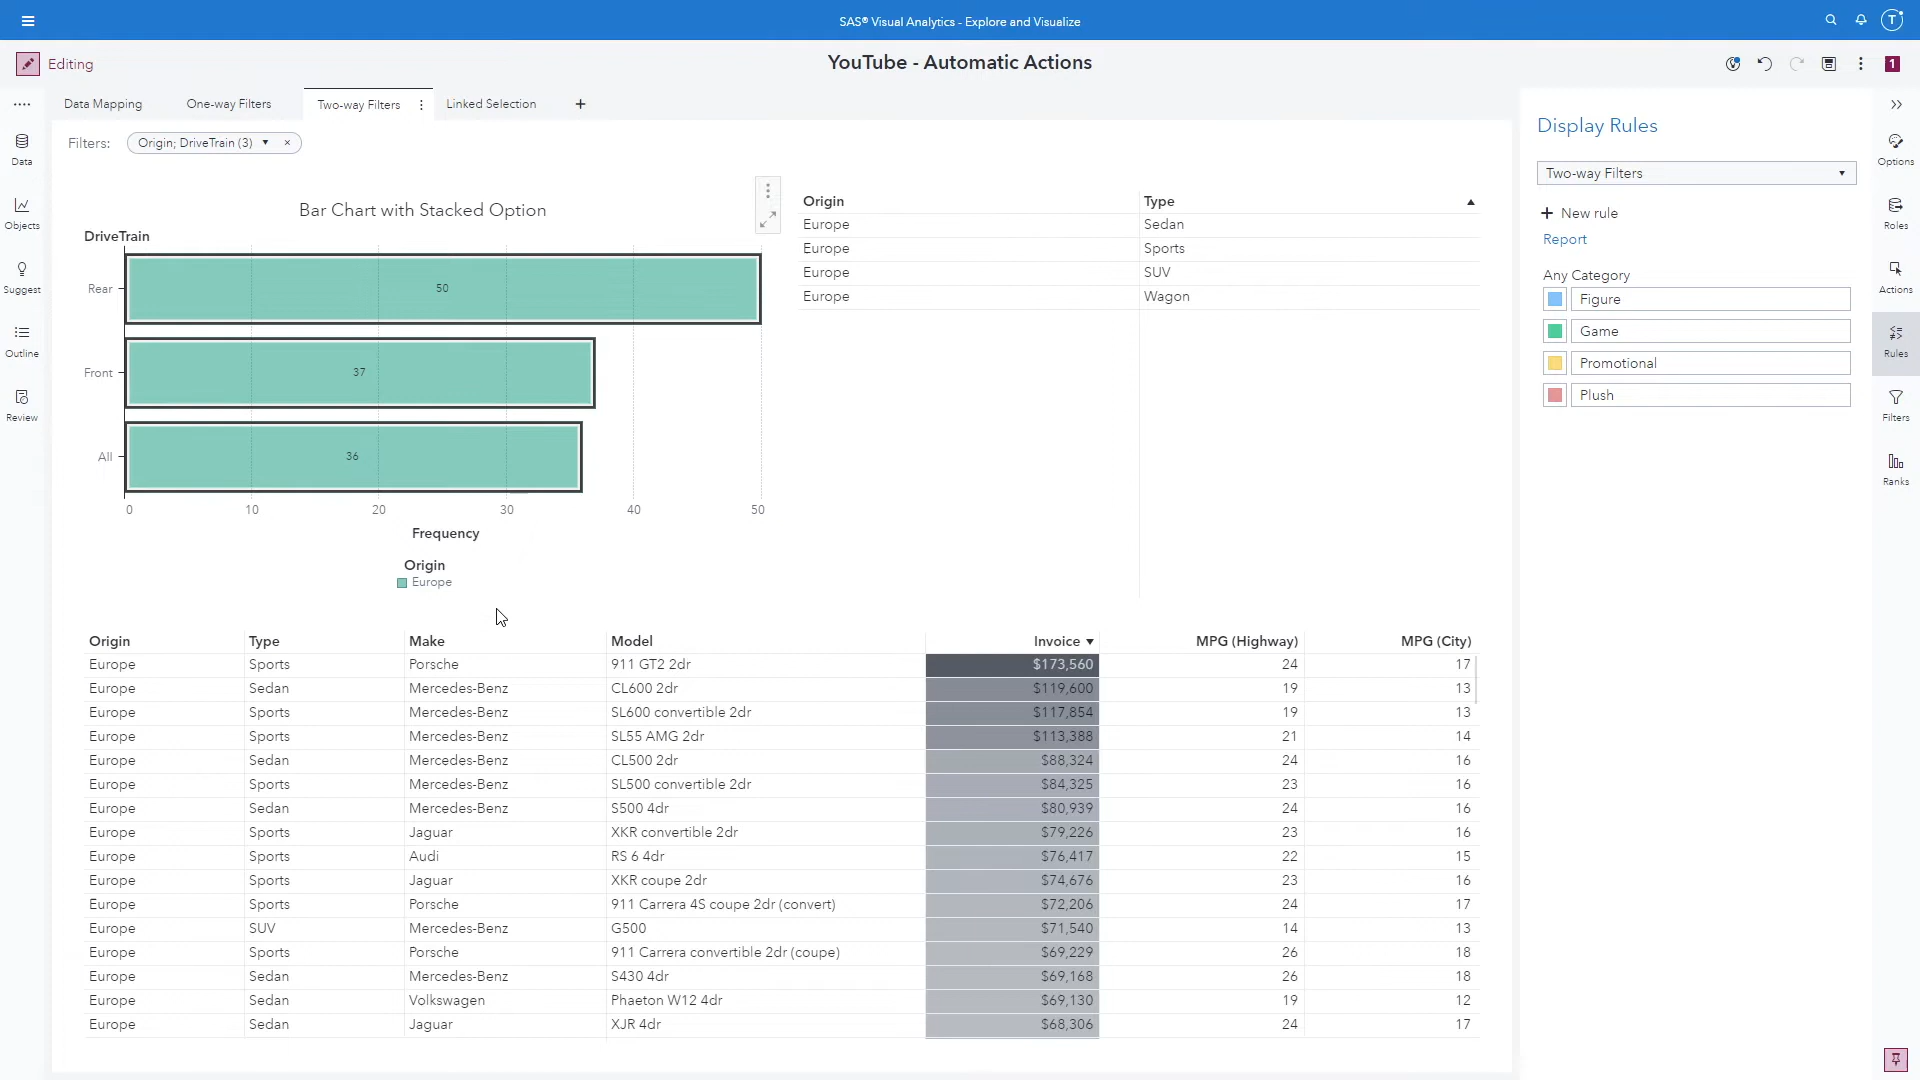 SAS® Visual Analytics - Explore and Visualize
T
Editing
YouTube - Automatic Actions
1
Data Mapping
One-way Filters
Two-way Filters
Linked Selection
Filters:
Origin; DriveTrain (3)
Data
Objects
Suggest
Outline
Review
Bar Chart with Stacked Option
DriveTrain
Rear
50
Front
37
All
36
0 10 20 30 40 50
Frequency
Origin
Europe
Origin Type
Europe Sedan
Europe Sports
Europe SUV
Europe Wagon
Origin Type Make Model Invoice MPG (Highway) MPG (City)
Europe Sports Porsche 911 GT2 2dr $173,560 24 17
Europe Sedan Mercedes-Benz CL600 2dr $119,600 19 13
Europe Sports Mercedes-Benz SL600 convertible 2dr $117,854 19 13
Europe Sports Mercedes-Benz SL55 AMG 2dr $113,388 21 14
Europe Sedan Mercedes-Benz CL500 2dr $88,324 24 16
Europe Sports Mercedes-Benz SL500 convertible 2dr $84,325 23 16
Europe Sedan Mercedes-Benz S500 4dr $80,939 24 16
Europe Sports Jaguar XKR convertible 2dr $79,226 23 16
Europe Sports Audi RS 6 4dr $76,417 22 15
Europe Sports Jaguar XKR coupe 2dr $74,676 23 16
Europe Sports Porsche 911 Carrera 4S coupe 2dr (convert) $72,206 24 17
Europe SUV Mercedes-Benz G500 $71,540 14 13
Europe Sports Porsche 911 Carrera convertible 2dr (coupe) $69,229 26 18
Europe Sedan Mercedes-Benz S430 4dr $69,168 26 18
Europe Sedan Volkswagen Phaeton W12 4dr $69,130 19 12
Europe Sedan Jaguar XJR 4dr $68,306 24 17
Display Rules
Two-way Filters
New rule
Report
Any Category
Figure
Game
Promotional
Plush
Options
Roles
Actions
Rules
Filters
Ranks